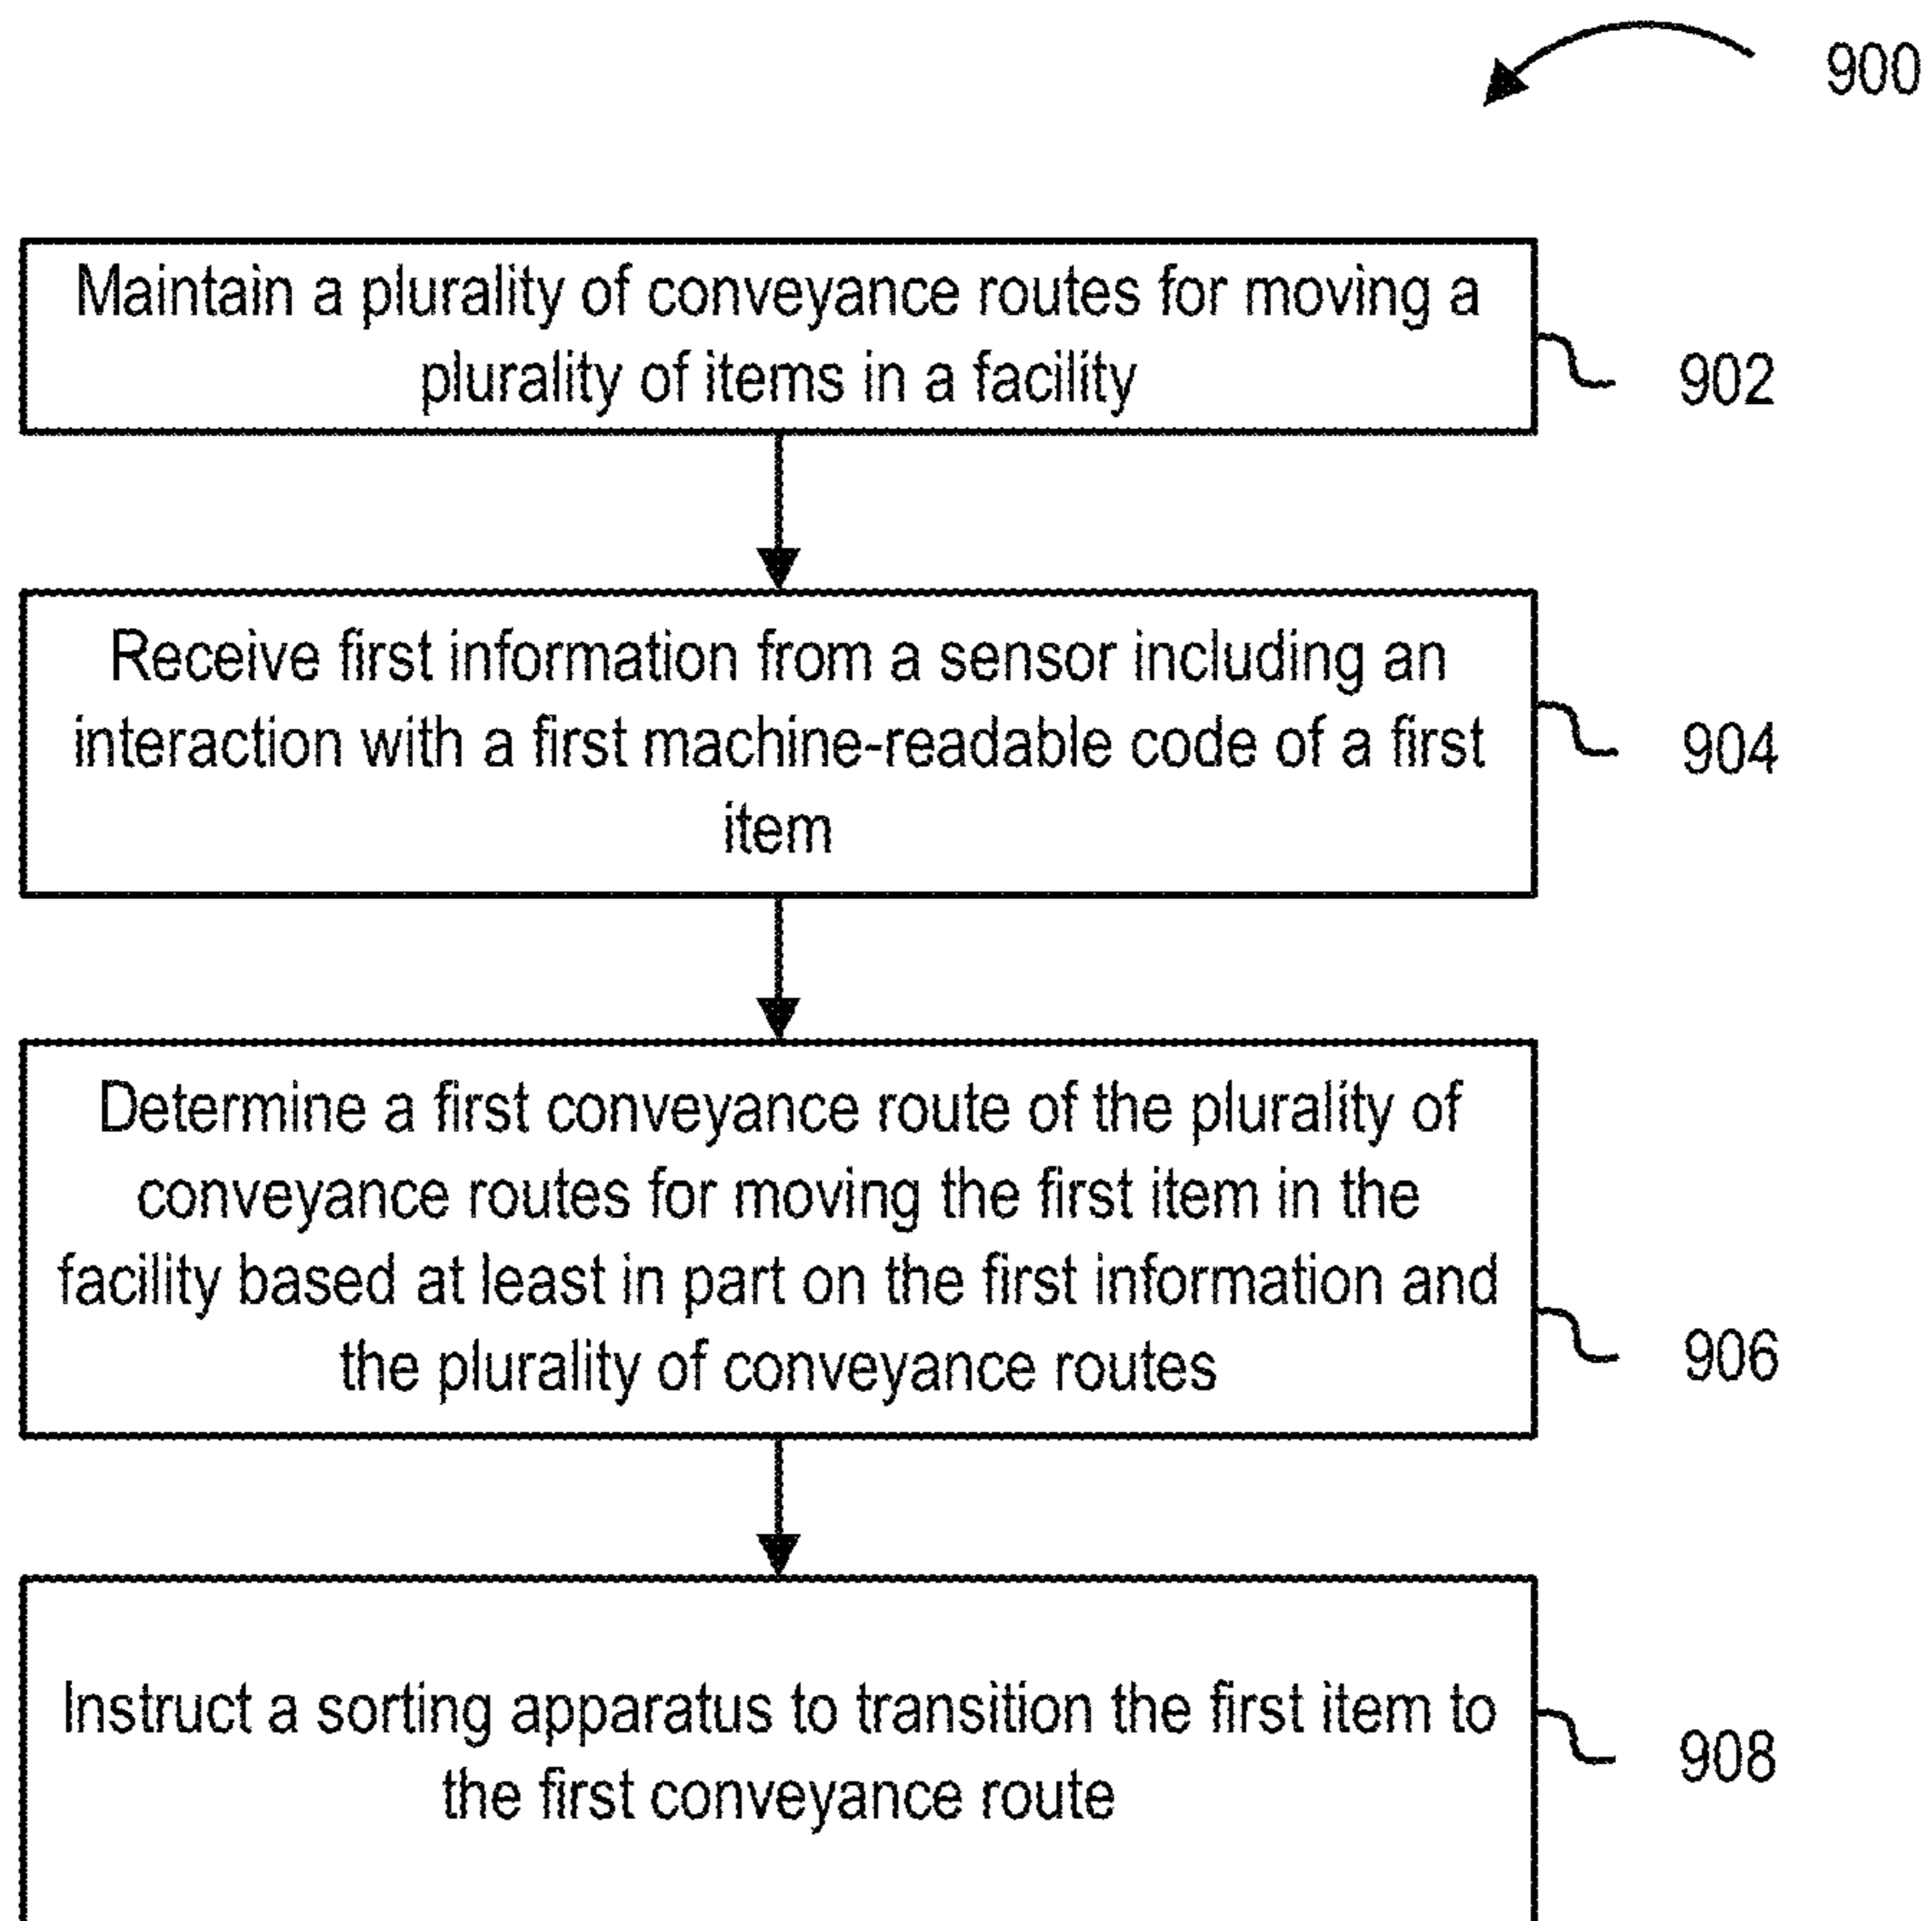 900
Maintain a plurality of conveyance routes for moving a
plurality of items in a facility
902
Receive first information from a sensor including an
interaction with a first machine-readable code of a first
item
904
Determine a first conveyance route of the plurality of
conveyance routes for moving the first item in the
facility based at least in part on the first information and
the plurality of conveyance routes
906
Instruct a sorting apparatus to transition the first item to
the first conveyance route
908